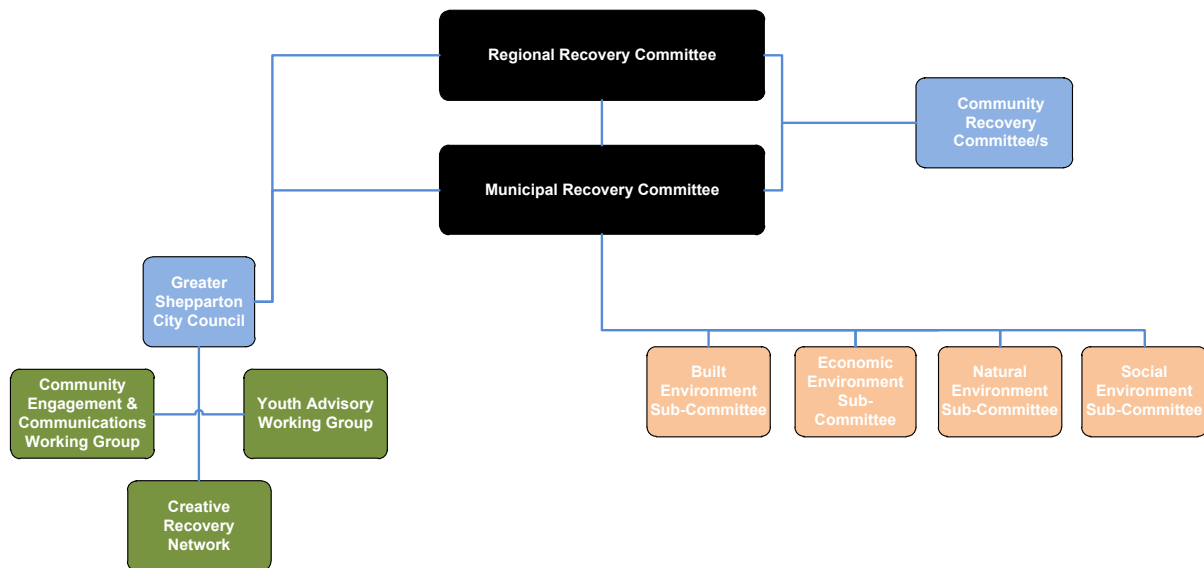 Regional Recovery Committee
Community
Recovery
Committee/s
Municipal Recovery Committee
Greater
Shepparton
City Council
Built
Environment
Sub-Committee
Economic
Environment
Sub-
Committee
Natural
Environment
Sub-Committee
Social
Environment
Sub-Committee
Community
Engagement &
Communications
Working Group
Youth Advisory
Working Group
Creative
Recovery
Network